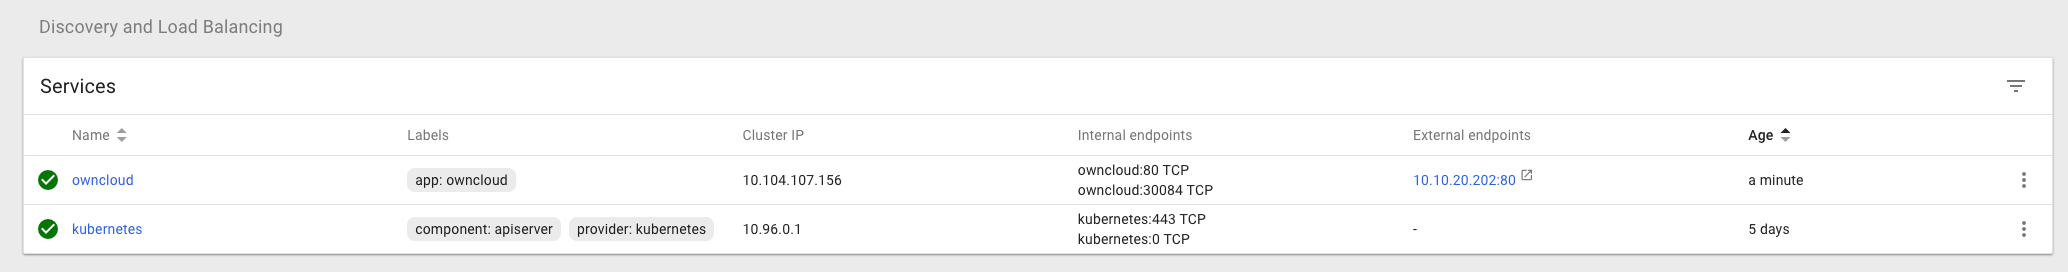 Discovery and Load Balancing
Services
Name Labels Cluster IP Internal endpoints External endpoints Age
owncloud app: owncloud 10.104.107.156 owncloud:80 TCP 10.10.20.202:80 a minute
owncloud:30084 TCP
kubernetes component: apiserver provider: kubernetes 10.96.0.1 kubernetes:443 TCP - 5 days
kubernetes:0 TCP